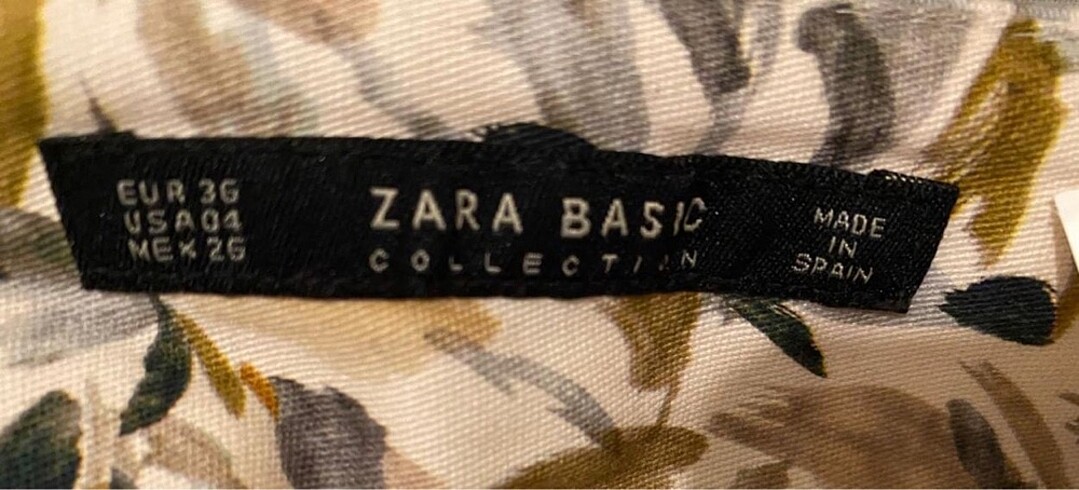 EUR 36
USA 04
MEX 26
ZARA BASIC
COLLECTION
MADE
IN
SPAIN